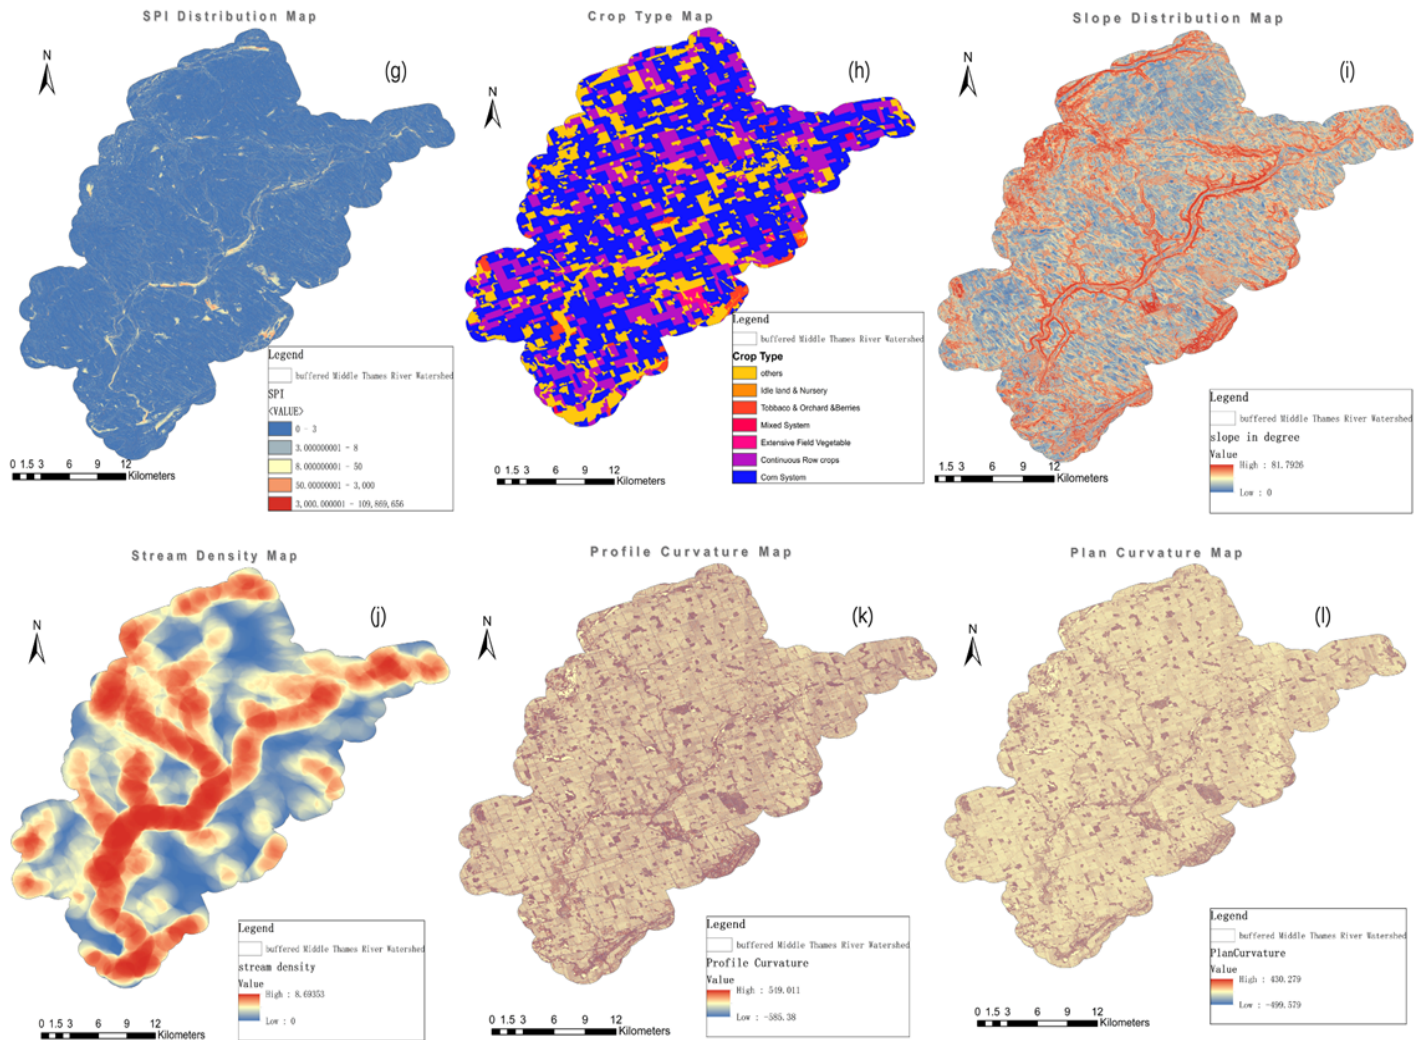 SPI Distribution Map
N
(g)
Legend
buffered Middle Thames River Watershed
SPI
<VALUE>
0 - 3
3.000000001 - 8
8.00000001 - 50
50.00000001 - 3,000
3,000.000001 - 109,869,656
0 1.5 3 6 9 12
Kilometers
Crop Type Map
N
(h)
Legend
buffered Middle Thames River Watershed
Crop Type
others
Idle land & Nursery
Tobbaco & Orchard &Berries
Mixed System
Extensive Field Vegetable
Continuous Row crops
Corn System
0 1.5 3 6 9 12
Kilometers
Slope Distribution Map
N
(i)
Legend
buffered Middle Thames River Watershed
slope in degree
Value
High : 81.7926
Low : 0
1.5 3 6 9 12
Kilometers
Stream Density Map
N
(j)
Legend
buffered Middle Thames River Watershed
stream density
Value
High : 8.69353
Low : 0
0 1.5 3 6 9 12
Kilometers
Profile Curvature Map
N
(k)
Legend
buffered Middle Thames River Watershed
Profile Curvature
Value
High : 549.011
Low : -585.38
0 1.5 3 6 9 12
Kilometers
Plan Curvature Map
N
(l)
Legend
buffered Middle Thames River Watershed
PlanCurvature
Value
High : 430.279
Low : -499.579
0 1.5 3 6 9 12
Kilometers